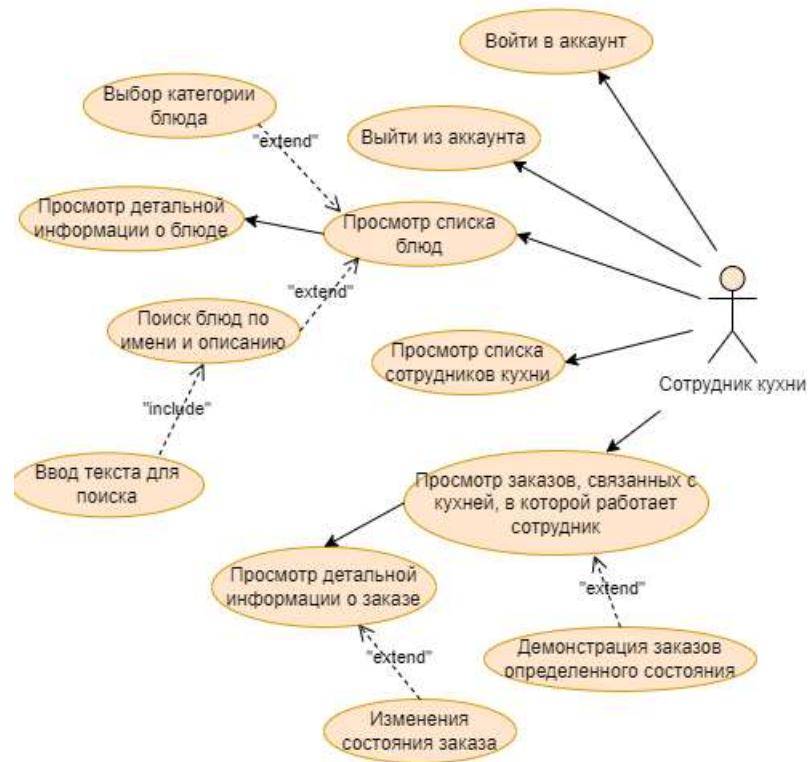 Войти в аккаунт
Выбор категории
блюда
"extend"
Выйти из аккаунта
Просмотр детальной
информации о блюде
Просмотр списка
блюд
"extend"
Поиск блюд по
имени и описанию
Просмотр списка
сотрудников кухни
Сотрудник кухни
"include"
Ввод текста для
поиска
Просмотр заказов, связанных с
кухней, в которой работает
сотрудник
Просмотр детальной
информации о заказе
"extend"
"extend"
Демонстрация заказов
определенного состояния
Изменения
состояния заказа